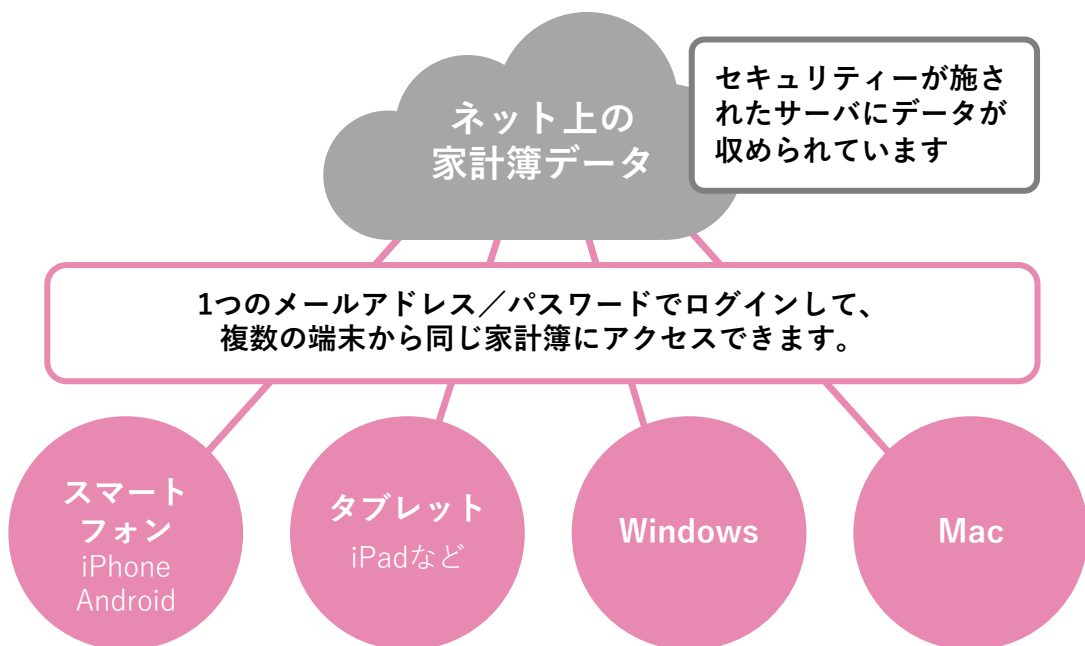 ネット上の
家計簿データ
セキュリティーが施さ
れたサーバにデータが
収められています
1つのメールアドレス／パスワードでログインして、
複数の端末から同じ家計簿にアクセスできます。
スマート
フォン
iPhone
Android
タブレット
iPadなど
Windows
Mac